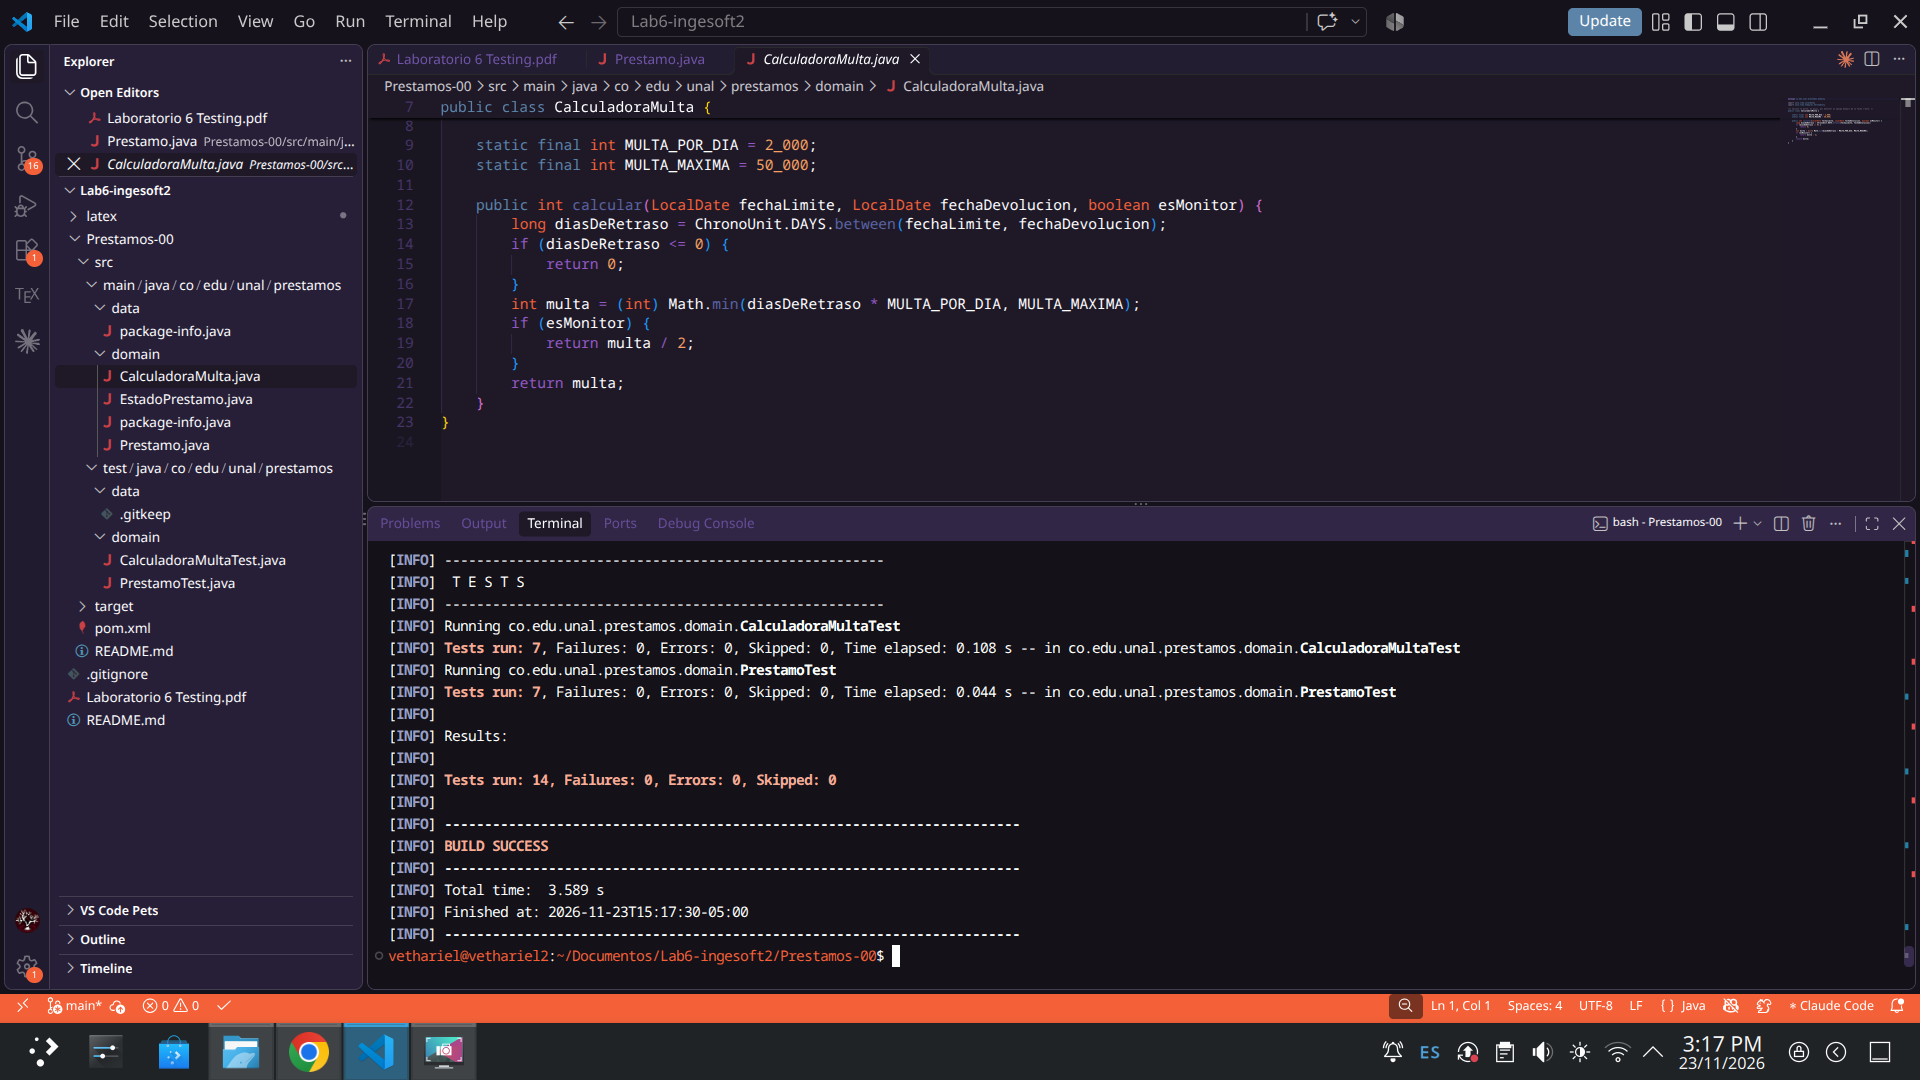 File Edit Selection View Go Run Terminal Help
Lab6-ingesoft2
Update
Explorer
Open Editors
Laboratorio 6 Testing.pdf
Prestamo.java Prestamos-00/src/main/j...
CalculadoraMulta.java Prestamos-00/src...
Lab6-ingesoft2
latex
Prestamos-00
src
main/java/co/edu/unal/prestamos
data
package-info.java
domain
CalculadoraMulta.java
EstadoPrestamo.java
package-info.java
Prestamo.java
test/java/co/edu/unal/prestamos
data
.gitkeep
domain
CalculadoraMultaTest.java
PrestamoTest.java
target
pom.xml
README.md
.gitignore
Laboratorio 6 Testing.pdf
README.md
VS Code Pets
Outline
Timeline
16
1
TEX
1
Laboratorio 6 Testing.pdf Prestamo.java CalculadoraMulta.java
Prestamos-00 > src > main > java > co > edu > unal > prestamos > domain > CalculadoraMulta.java
7 public class CalculadoraMulta {
8
9 static final int MULTA_POR_DIA = 2_000;
10 static final int MULTA_MAXIMA = 50_000;
11
12 public int calcular(LocalDate fechaLimite, LocalDate fechaDevolucion, boolean esMonitor) {
13 long diasDeRetraso = ChronoUnit.DAYS.between(fechaLimite, fechaDevolucion);
14 if (diasDeRetraso <= 0) {
15 return 0;
16 }
17 int multa = (int) Math.min(diasDeRetraso * MULTA_POR_DIA, MULTA_MAXIMA);
18 if (esMonitor) {
19 return multa / 2;
20 }
21 return multa;
22 }
23 }
24
Problems Output Terminal Ports Debug Console
bash - Prestamos-00
[INFO] -------------------------------------------------------
[INFO] T E S T S
[INFO] -------------------------------------------------------
[INFO] Running co.edu.unal.prestamos.domain.CalculadoraMultaTest
[INFO] Tests run: 7, Failures: 0, Errors: 0, Skipped: 0, Time elapsed: 0.108 s -- in co.edu.unal.prestamos.domain.CalculadoraMultaTest
[INFO] Running co.edu.unal.prestamos.domain.PrestamoTest
[INFO] Tests run: 7, Failures: 0, Errors: 0, Skipped: 0, Time elapsed: 0.044 s -- in co.edu.unal.prestamos.domain.PrestamoTest
[INFO]
[INFO] Results:
[INFO]
[INFO] Tests run: 14, Failures: 0, Errors: 0, Skipped: 0
[INFO]
[INFO] ------------------------------------------------------------------------
[INFO] BUILD SUCCESS
[INFO] ------------------------------------------------------------------------
[INFO] Total time: 3.589 s
[INFO] Finished at: 2026-11-23T15:17:30-05:00
[INFO] ------------------------------------------------------------------------
vethariel@vethariel2:~/Documentos/Lab6-ingesoft2/Prestamos-00$
main* 0 0
Ln 1, Col 1 Spaces: 4 UTF-8 LF { } Java Claude Code
ES
3:17 PM
23/11/2026